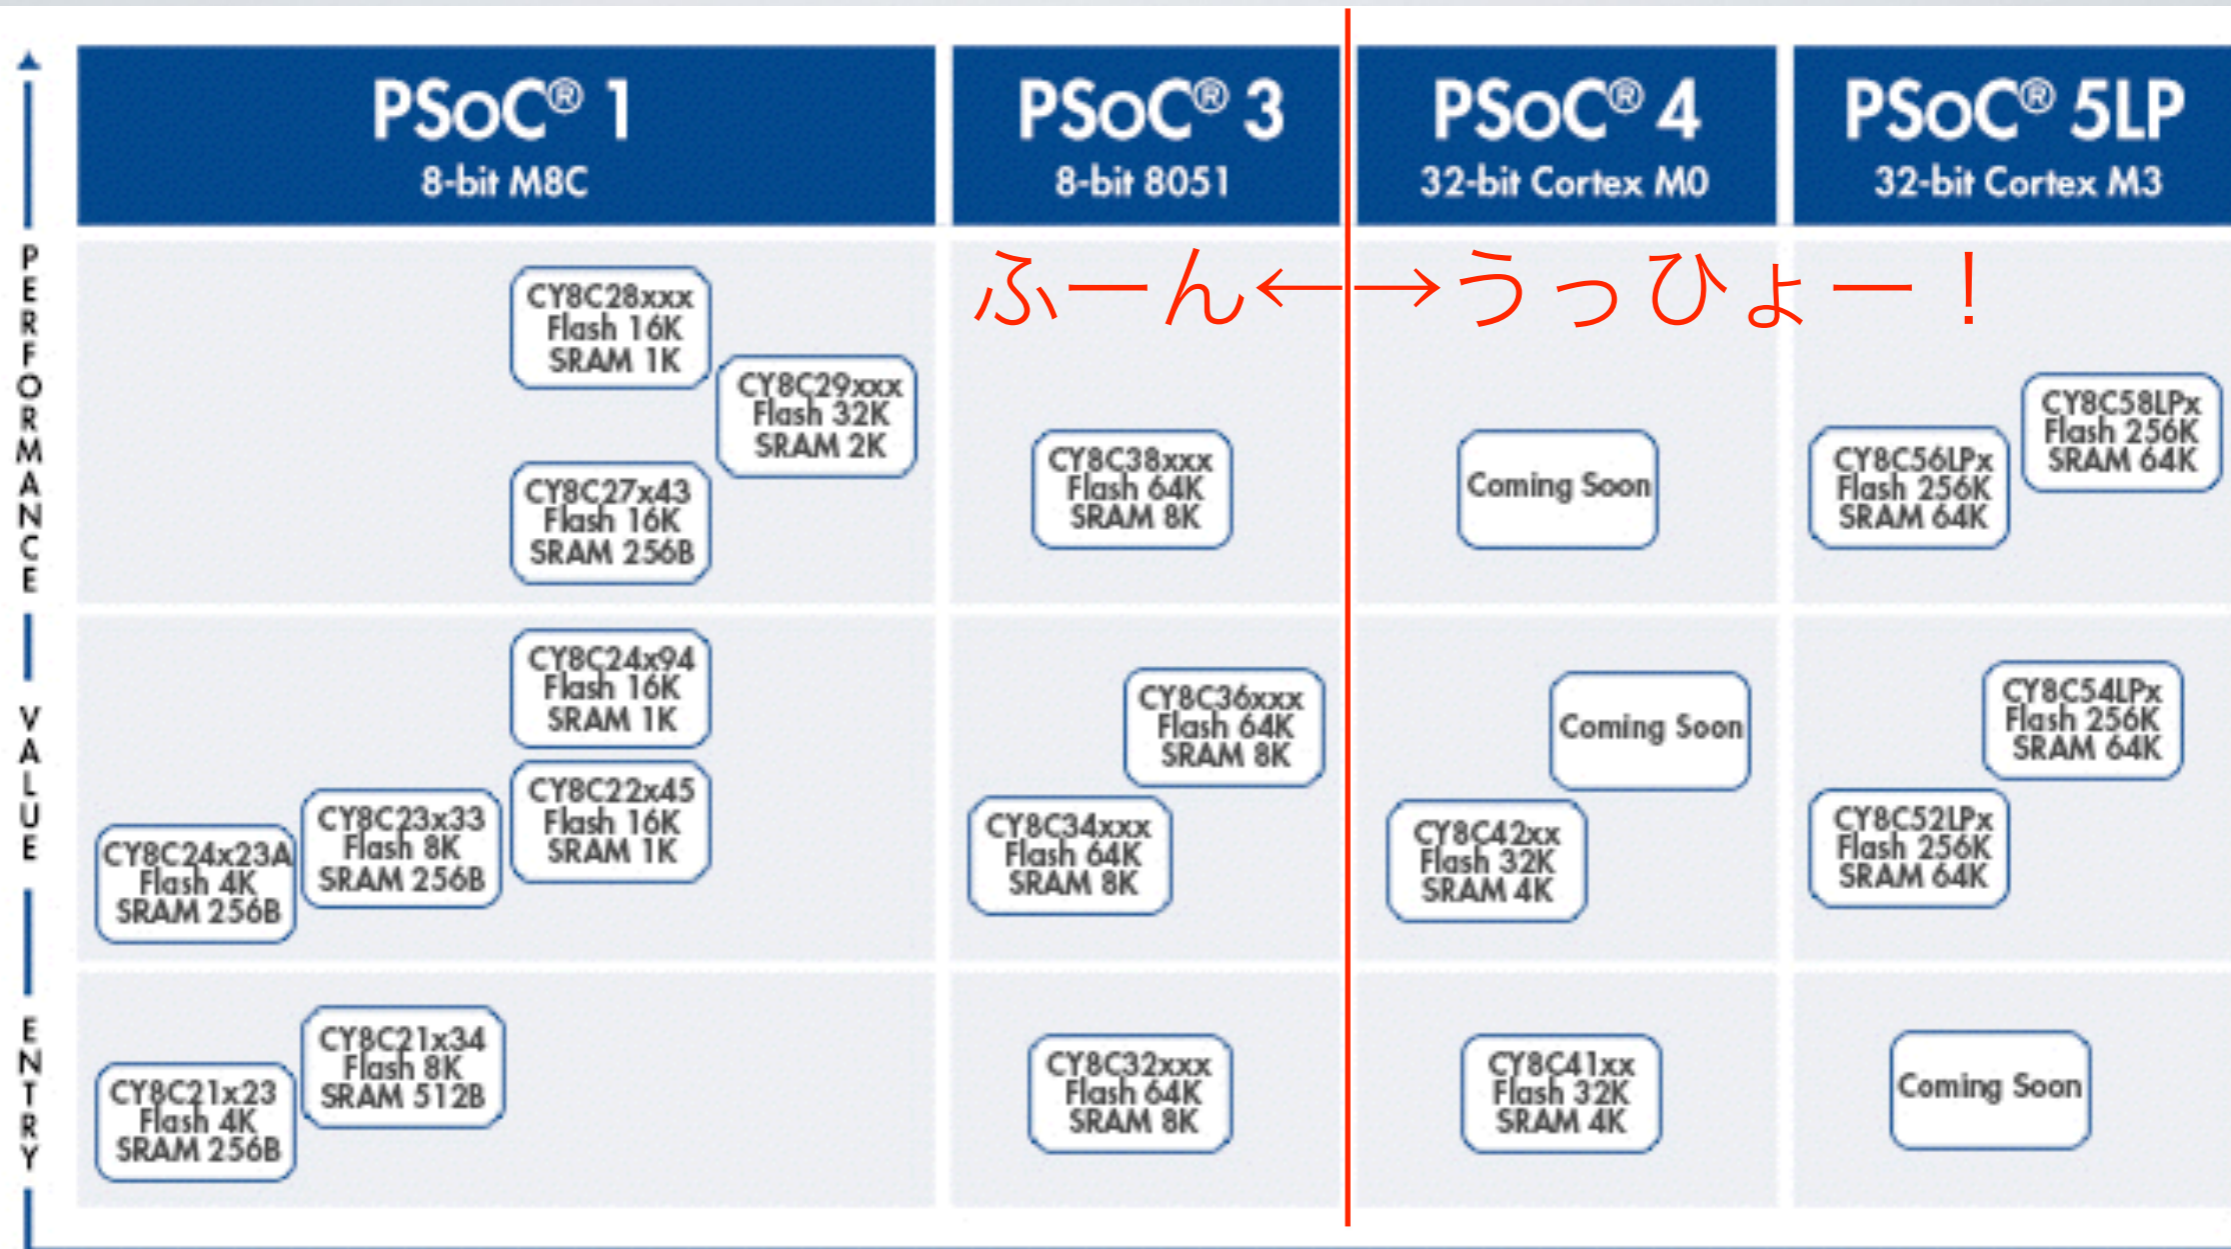 PSoC® 1
8-bit M8C
PSoC® 3
8-bit 8051
PSoC® 4
32-bit Cortex M0
PSoC® 5LP
32-bit Cortex M3
PERFORMANCE
ふーん←→うっひょー！
CY8C28xxx
Flash 16K
SRAM 1K
CY8C29xxx
Flash 32K
SRAM 2K
CY8C27x43
Flash 16K
SRAM 256B
CY8C38xxx
Flash 64K
SRAM 8K
Coming Soon
CY8C56LPx
Flash 256K
SRAM 64K
CY8C58LPx
Flash 256K
SRAM 64K
VALUE
CY8C24x94
Flash 16K
SRAM 1K
CY8C22x45
Flash 16K
SRAM 1K
CY8C23x33
Flash 8K
SRAM 256B
CY8C24x23A
Flash 4K
SRAM 256B
CY8C36xxx
Flash 64K
SRAM 8K
CY8C34xxx
Flash 64K
SRAM 8K
Coming Soon
CY8C42xx
Flash 32K
SRAM 4K
CY8C54LPx
Flash 256K
SRAM 64K
CY8C52LPx
Flash 256K
SRAM 64K
ENTRY
CY8C21x34
Flash 8K
SRAM 512B
CY8C21x23
Flash 4K
SRAM 256B
CY8C32xxx
Flash 64K
SRAM 8K
CY8C41xx
Flash 32K
SRAM 4K
Coming Soon